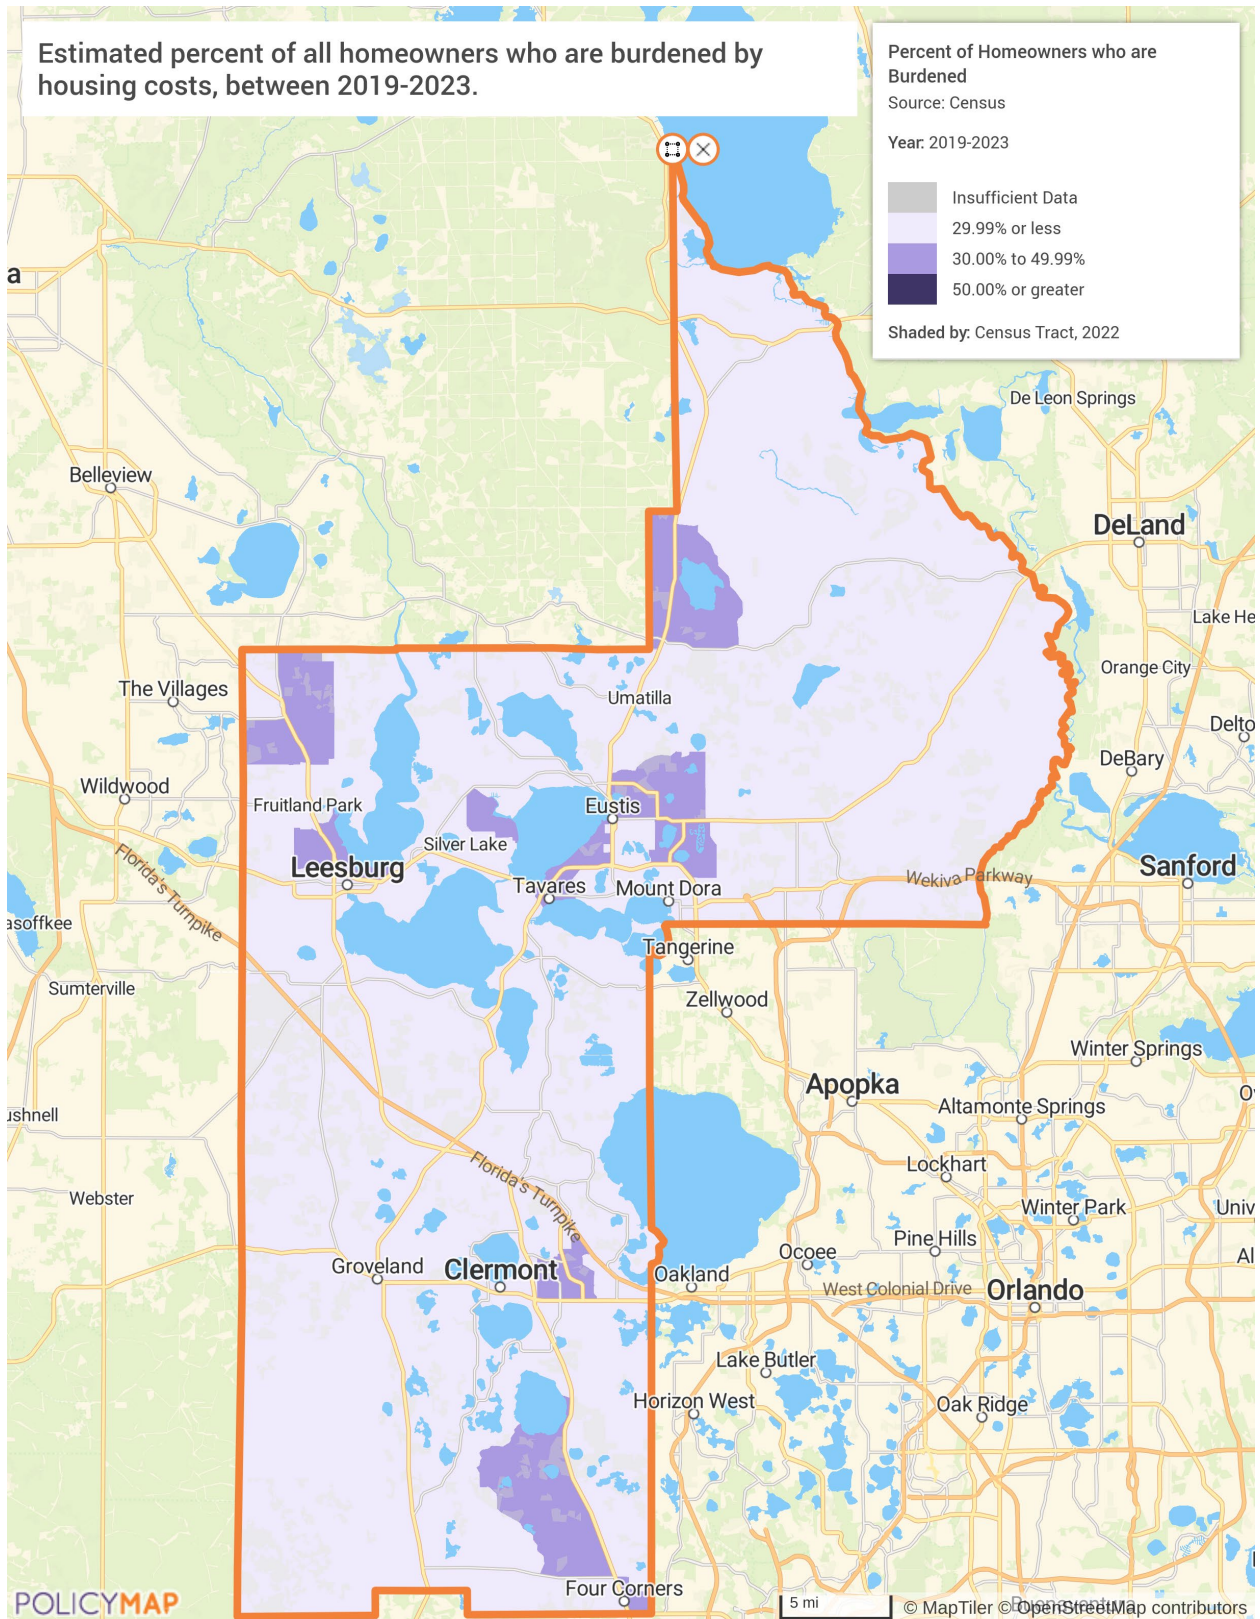 Estimated percent of all homeowners who are burdened by
housing costs, between 2019-2023.
Percent of Homeowners who are
Burdened
Source: Census
Year: 2019-2023
Insufficient Data
29.99% or less
30.00% to 49.99%
50.00% or greater
Shaded by: Census Tract, 2022
a
De Leon Springs
Belleview
DeLand
Lake He
The Villages
Orange City
Umatilla
Delto
DeBary
Wildwood
Fruitland Park
Eustis
Silver Lake
Florida's Turnpike
Leesburg
Sanford
Tavares
Mount Dora
Wekiva Parkway
asoffkee
Tangerine
Sumterville
Zellwood
Winter Springs
Apopka
Ov
ushnell
Altamonte Springs
Florida's Turnpike
Lockhart
Webster
Winter Park
Univ
Pine Hills
Ocoee
Al
Groveland
Clermont
Oakland
West Colonial Drive
Orlando
Lake Butler
Horizon West
Oak Ridge
Four Corners
POLICYMAP
5 mi
© MapTiler © OpenStreetMap contributors